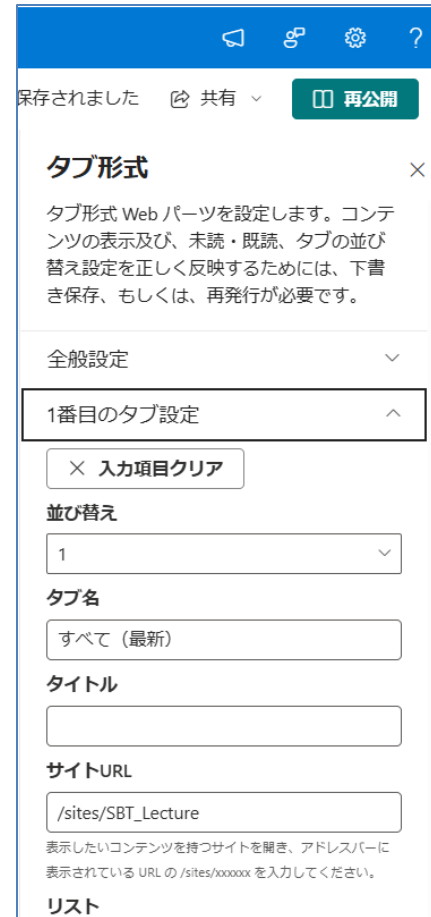 ?
保存されました 共有 再公開
タブ形式
タブ形式 Web パーツを設定します。コンテ
ンツの表示及び、未読・既読、タブの並び
替え設定を正しく反映するためには、下書
き保存、もしくは、再発行が必要です。
全般設定
1番目のタブ設定
入力項目クリア
並び替え
1
タブ名
すべて（最新）
タイトル
サイトURL
/sites/SBT_Lecture
表示したいコンテンツを持つサイトを開き、アドレスバーに
表示されている URL の /sites/xxxxxx を入力してください。
リスト